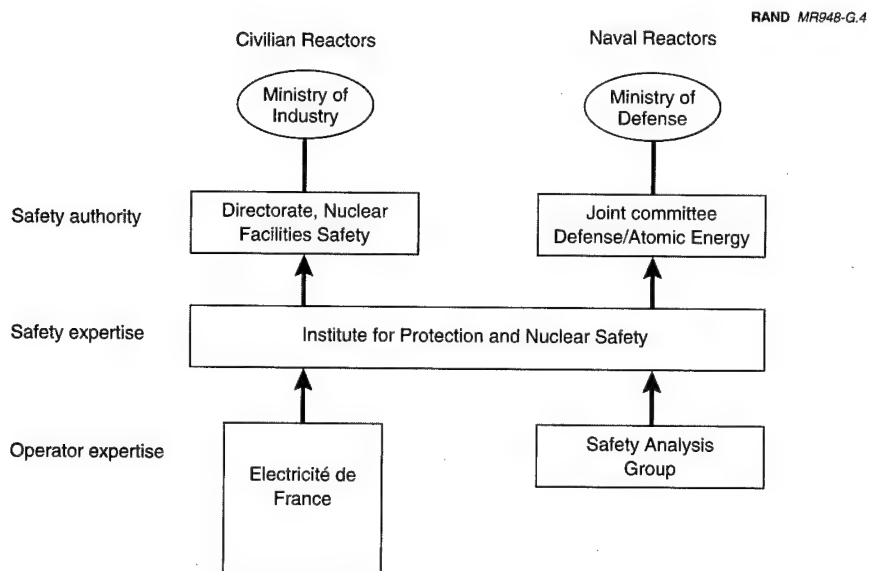 RAND MR948-G.4
Civilian Reactors
Naval Reactors
Ministry of
Industry
Ministry of
Defense
Safety authority
Directorate, Nuclear
Facilities Safety
Joint committee
Defense/Atomic Energy
Safety expertise
Institute for Protection and Nuclear Safety
Operator expertise
Electricité de
France
Safety Analysis
Group